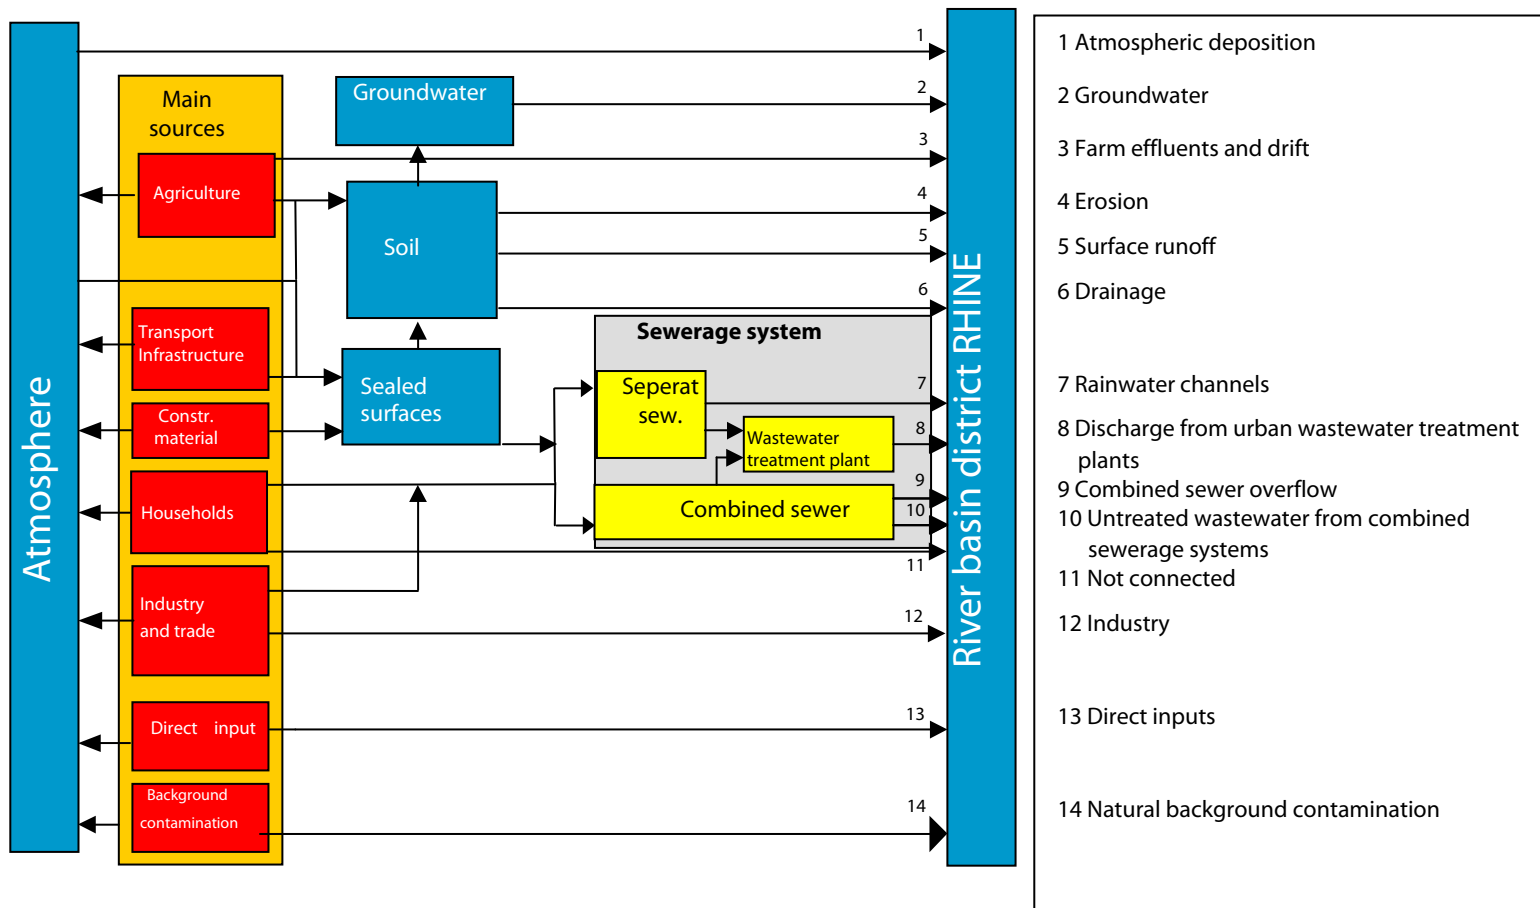 Atmosphere
Main
sources
Agriculture
Transport
Infrastructure
Constr.
material
Households
Industry
and trade
Direct input
Background
contamination
Groundwater
Soil
Sealed
surfaces
Sewerage system
Seperat
sew.
Wastewater
treatment plant
Combined sewer
1
2
3
4
5
6
7
8
9
10
11
12
13
14
River basin district RHINE
1 Atmospheric deposition
2 Groundwater
3 Farm effluents and drift
4 Erosion
5 Surface runoff
6 Drainage
7 Rainwater channels
8 Discharge from urban wastewater treatment
plants
9 Combined sewer overflow
10 Untreated wastewater from combined
sewerage systems
11 Not connected
12 Industry
13 Direct inputs
14 Natural background contamination